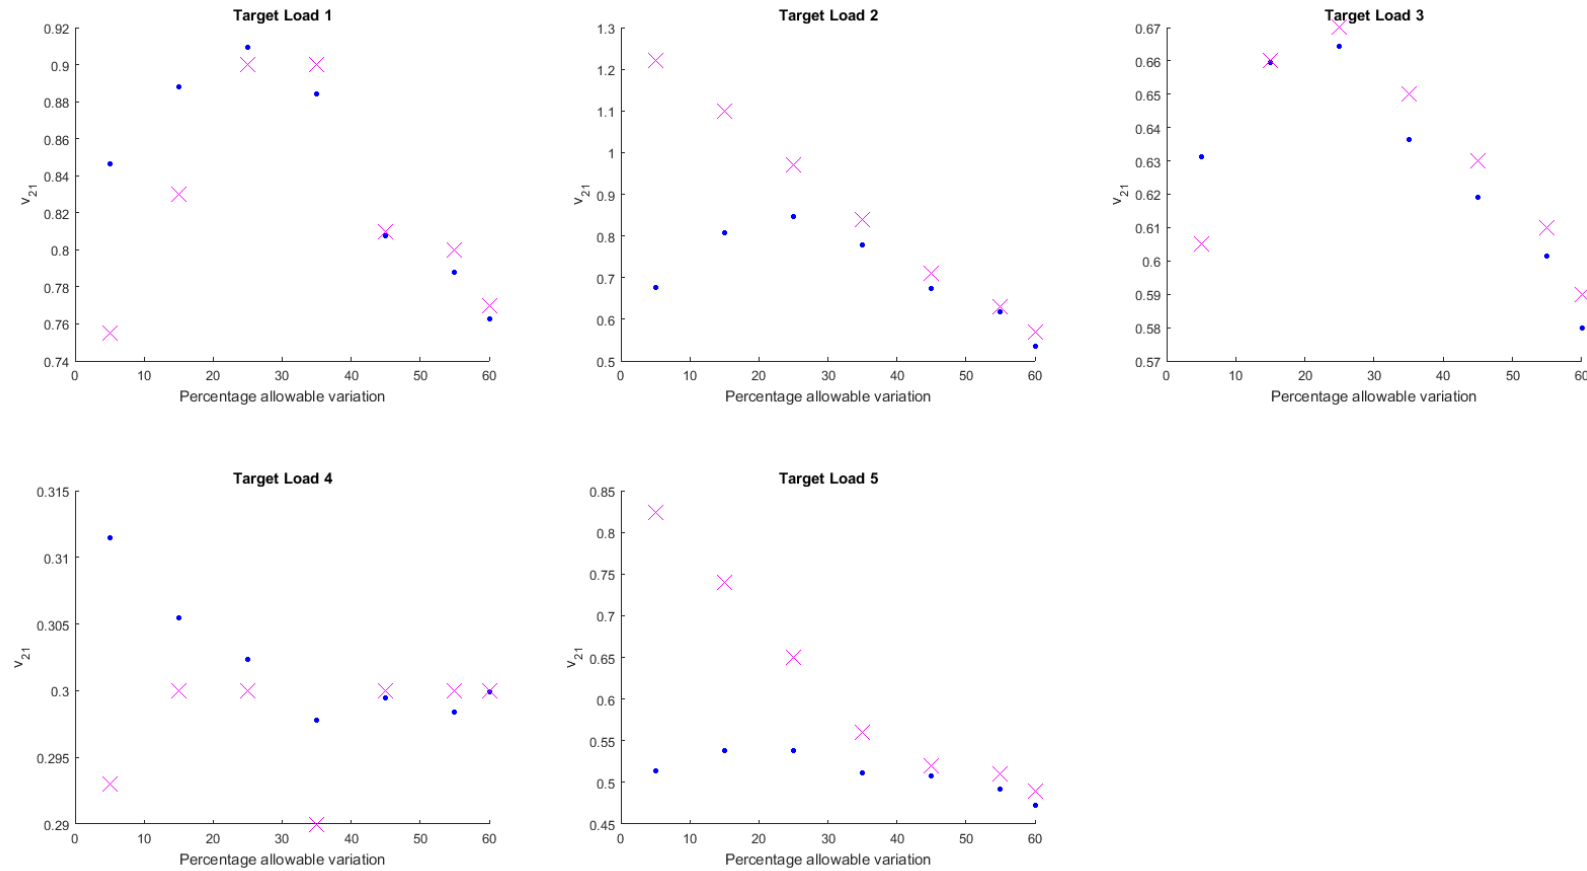 Target Load 1
0.92
0.9
0.88
0.86
0.84
0.82
0.8
0.78
0.76
0.74
v21
0 10 20 30 40 50 60
Percentage allowable variation
Target Load 2
1.3
1.2
1.1
1
0.9
0.8
0.7
0.6
0.5
v21
0 10 20 30 40 50 60
Percentage allowable variation
Target Load 3
0.67
0.66
0.65
0.64
0.63
0.62
0.61
0.6
0.59
0.58
0.57
v21
0 10 20 30 40 50 60
Percentage allowable variation
Target Load 4
0.315
0.31
0.305
0.3
0.295
0.29
v21
0 10 20 30 40 50 60
Percentage allowable variation
Target Load 5
0.85
0.8
0.75
0.7
0.65
0.6
0.55
0.5
0.45
v21
0 10 20 30 40 50 60
Percentage allowable variation